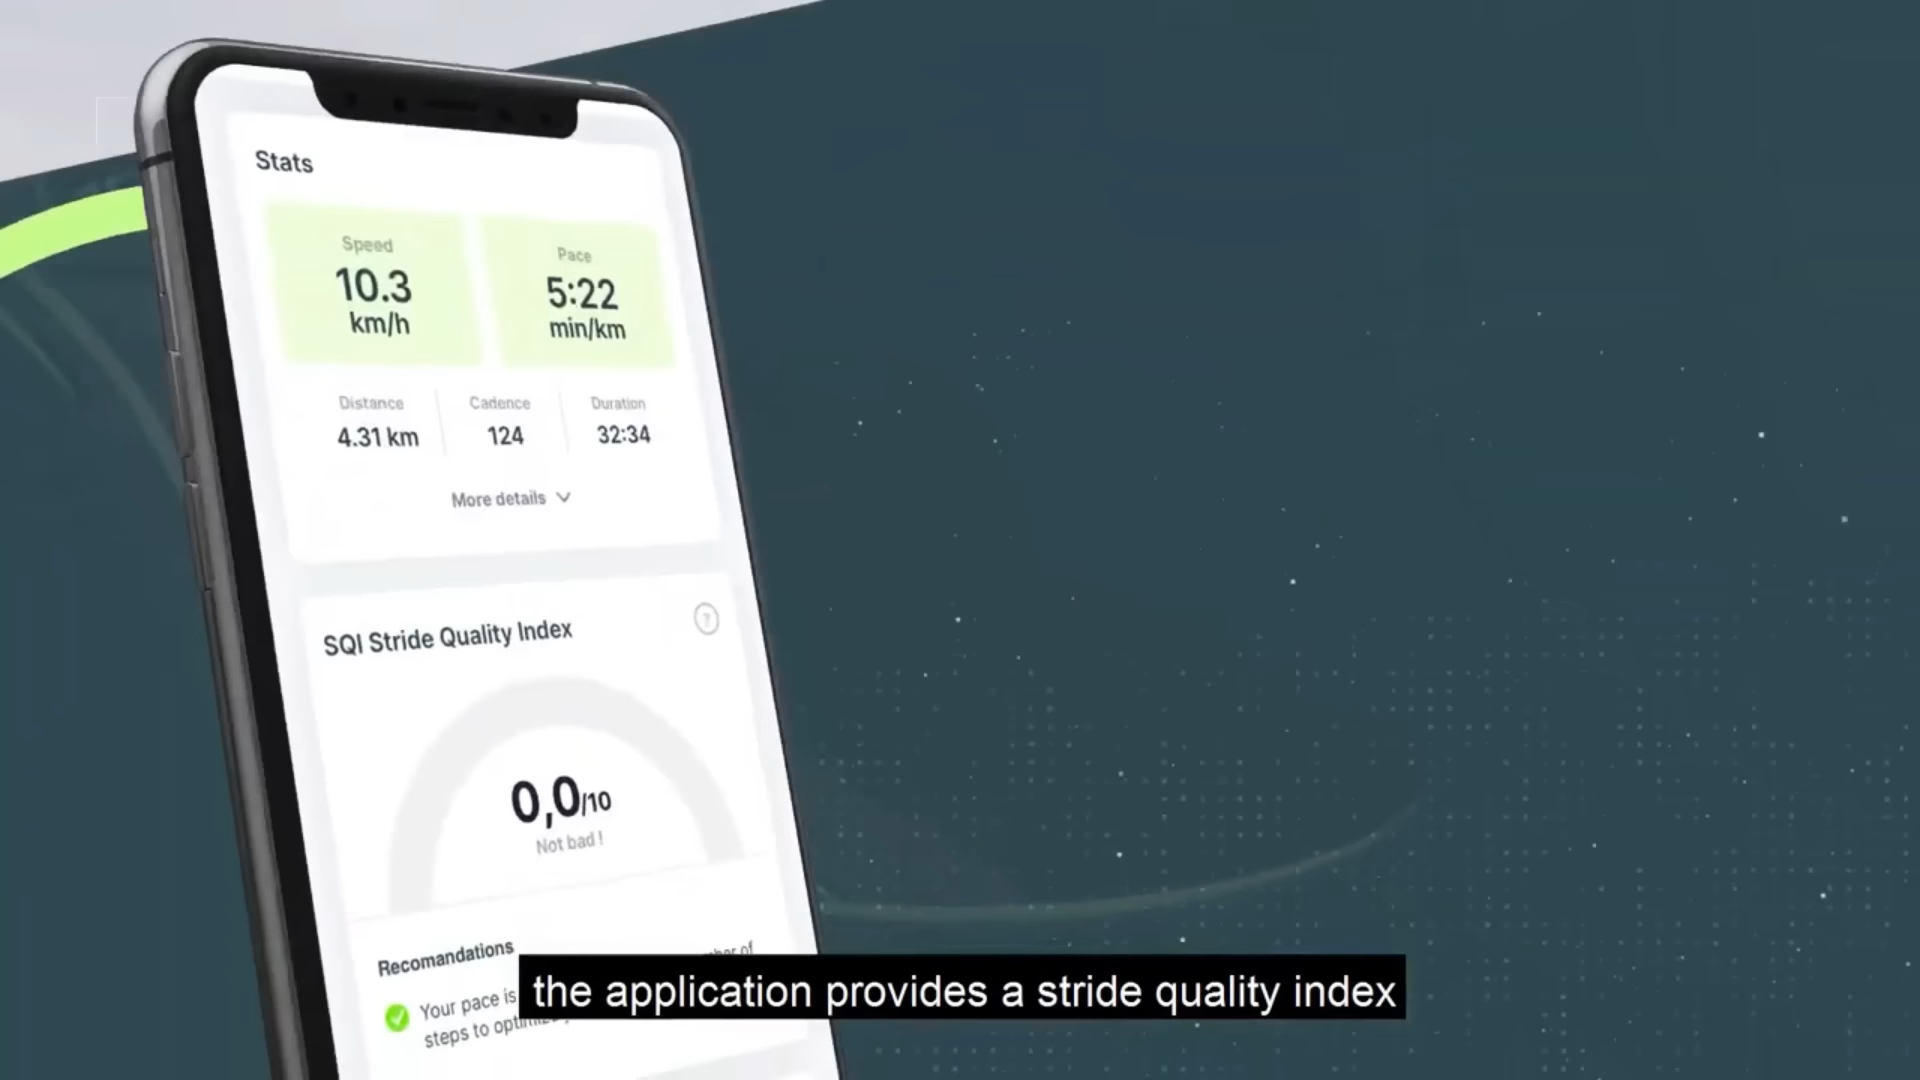 Stats
Speed
10.3
km/h
Pace
5:22
min/km
Distance
4.31 km
Cadence
124
Duration
32:34
More details
SQI Stride Quality Index
?
0,0/10
Not bad !
Recomandations
Your pace is
steps to
the application provides a stride quality index